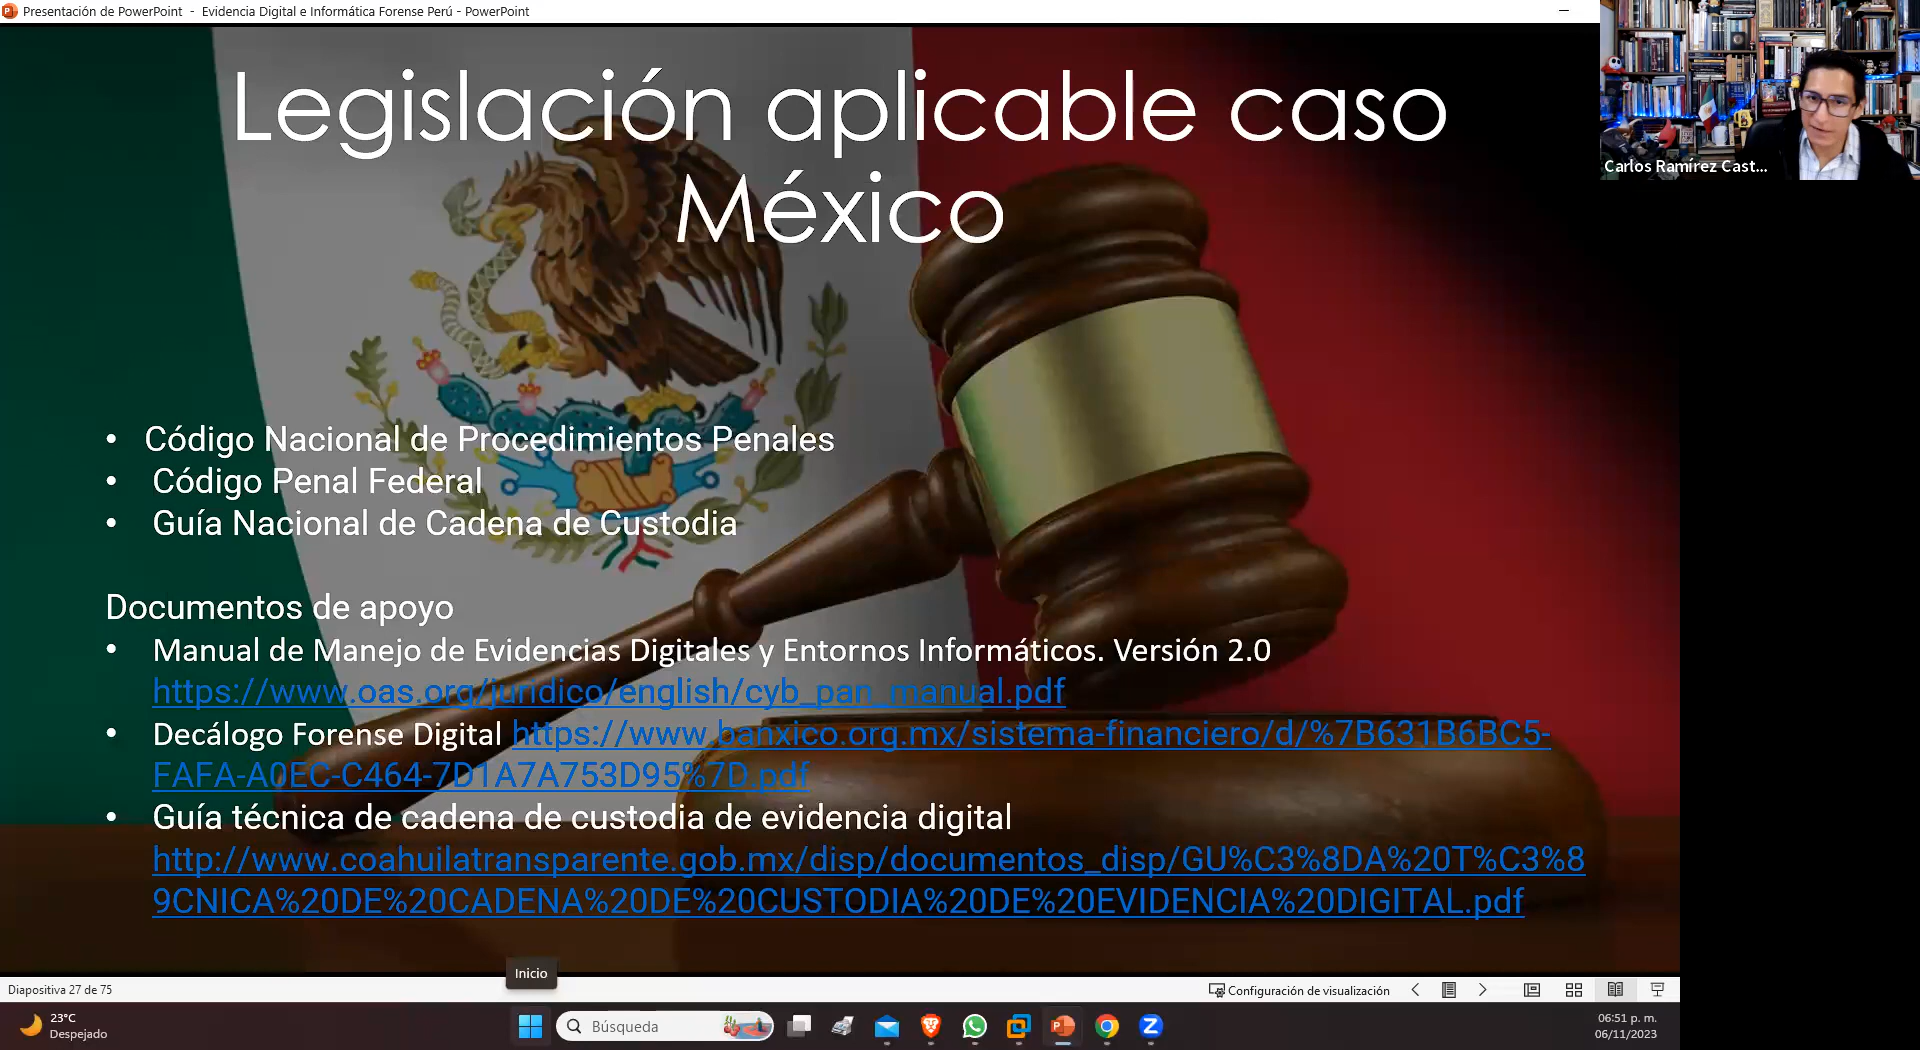 Presentación de PowerPoint - Evidencia Digital e Informática Forense Perú - PowerPoint
Carlos Ramírez Cast...
Legislación aplicable caso
México
• Código Nacional de Procedimientos Penales
• Código Penal Federal
• Guía Nacional de Cadena de Custodia
Documentos de apoyo
• Manual de Manejo de Evidencias Digitales y Entornos Informáticos. Versión 2.0
https://www.oas.org/juridico/english/cyb_pan_manual.pdf
• Decálogo Forense Digital https://www.banxico.org.mx/sistema-financiero/d/%7B631B6BC5-
FAFA-A0EC-C464-7D1A7A753D95%7D.pdf
• Guía técnica de cadena de custodia de evidencia digital
http://www.coahuilatransparente.gob.mx/disp/documentos_disp/GU%C3%8DA%20T%C3%8
9CNICA%20DE%20CADENA%20DE%20CUSTODIA%20DE%20EVIDENCIA%20DIGITAL.pdf
Inicio
Diapositiva 27 de 75
Configuración de visualización
23°C
Despejado
Búsqueda
06:51 p. m.
06/11/2023